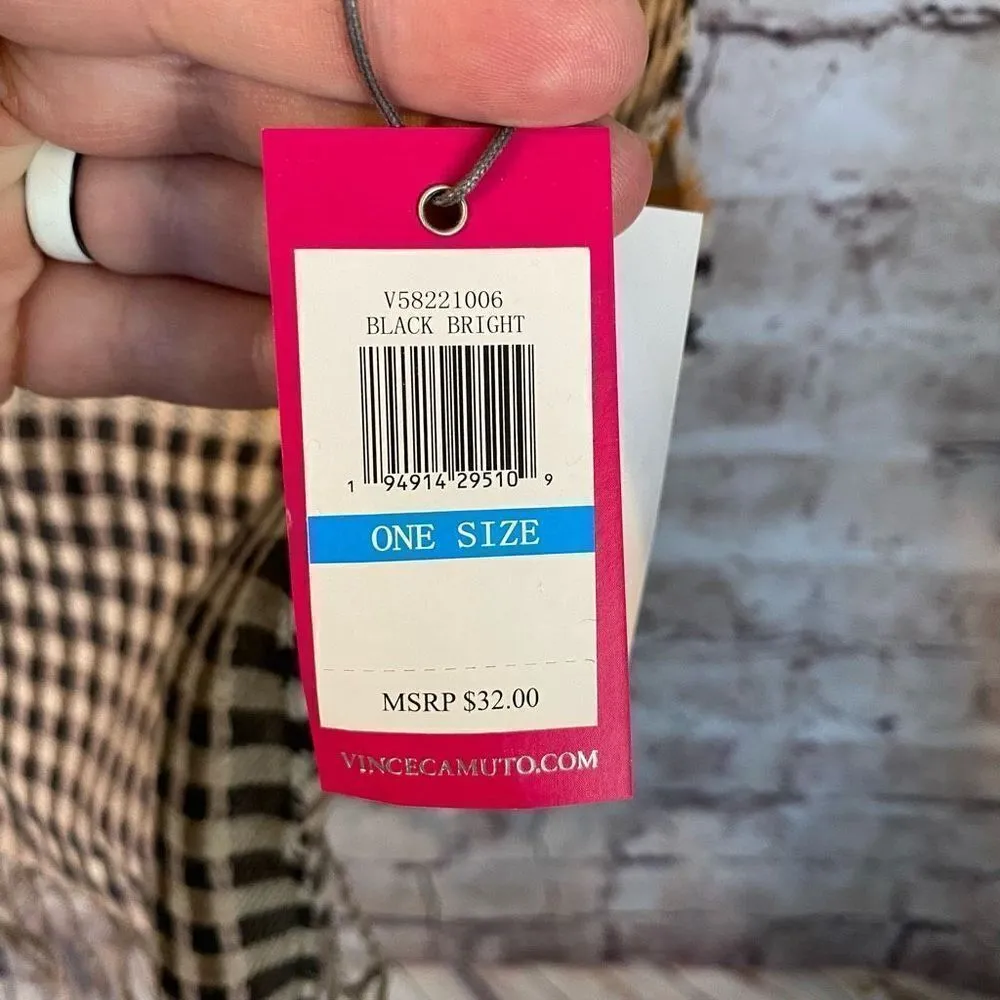 V58221006
BLACK BRIGHT
1 94914 29510 9
ONE SIZE
MSRP $32.00
VINCECAMUTO.COM